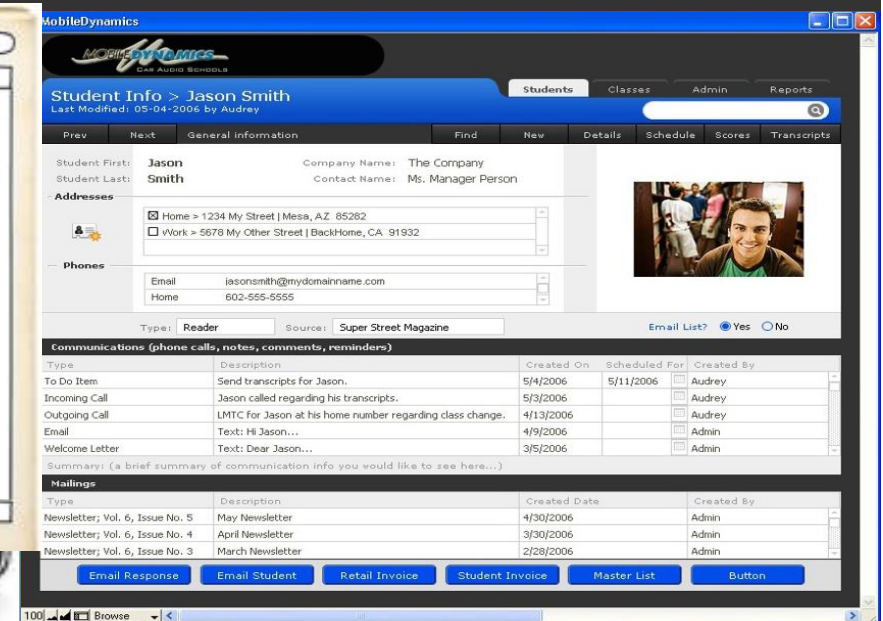 MobileDynamics
MOBILEDYNAMICS
CAR AUDIO SCHOOLS
Students Classes Admin Reports
Student Info > Jason Smith
Last Modified: 05-04-2006 by Audrey
Prev Next General information Find New Details Schedule Scores Transcripts
Student First: Jason Company Name: The Company
Student Last: Smith Contact Name: Ms. Manager Person
Addresses
Home > 1234 My Street | Mesa, AZ 85282
Work > 5678 My Other Street | BackHome, CA 91932
Phones
Email jasonsmith@mydomainname.com
Home 602-555-5555
Type: Reader Source: Super Street Magazine Email List? Yes No
Communications (phone calls, notes, comments, reminders)
Type Description Created On Scheduled For Created By
To Do Item Send transcripts for Jason. 5/4/2006 5/11/2006 Audrey
Incoming Call Jason called regarding his transcripts. 5/3/2006 Audrey
Outgoing Call LMTC for Jason at his home number regarding class change. 4/13/2006 Audrey
Email Text: Hi Jason... 4/9/2006 Admin
Welcome Letter Text: Dear Jason... 3/5/2006 Admin
Summary: (a brief summary of communication info you would like to see here...)
Mailings
Type Description Created Date Created By
Newsletter; Vol. 6, Issue No. 5 May Newsletter 4/30/2006 Admin
Newsletter; Vol. 6, Issue No. 4 April Newsletter 3/30/2006 Admin
Newsletter; Vol. 6, Issue No. 3 March Newsletter 2/28/2006 Admin
Email Response Email Student Retail Invoice Student Invoice Master List Button
100 Browse